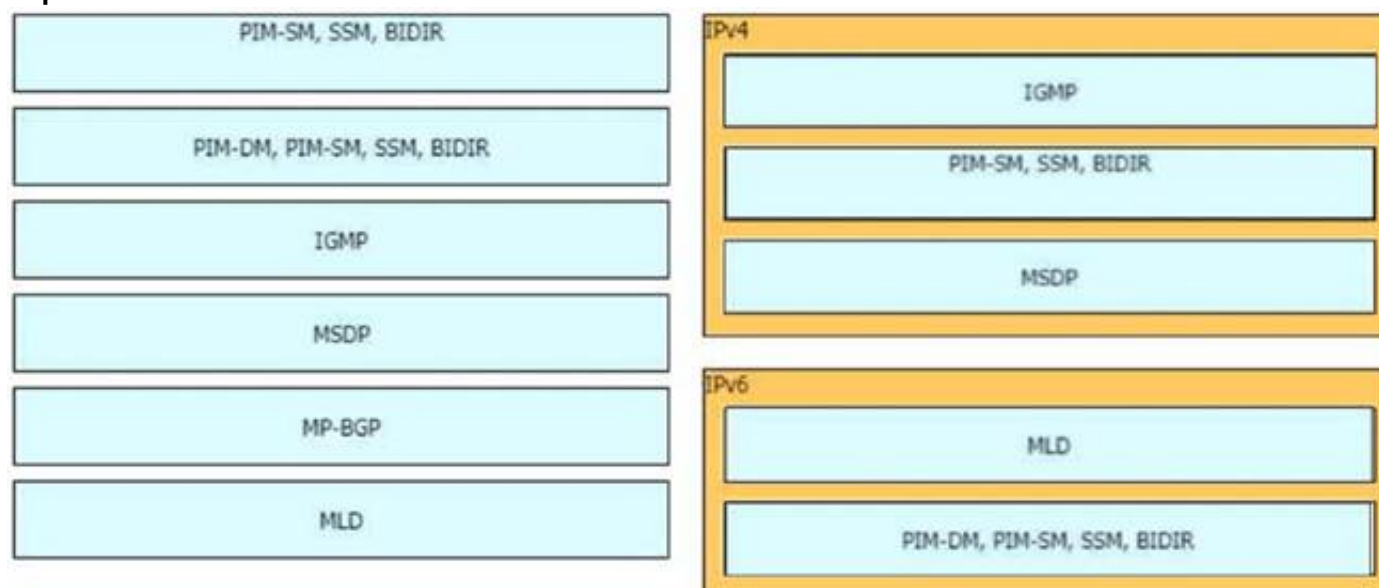 PIM-SM, SSM, BIDIR
PIM-DM, PIM-SM, SSM, BIDIR
IGMP
MSDP
MP-BGP
MLD
IPv4
IGMP
PIM-SM, SSM, BIDIR
MSDP
IPv6
MLD
PIM-DM, PIM-SM, SSM, BIDIR